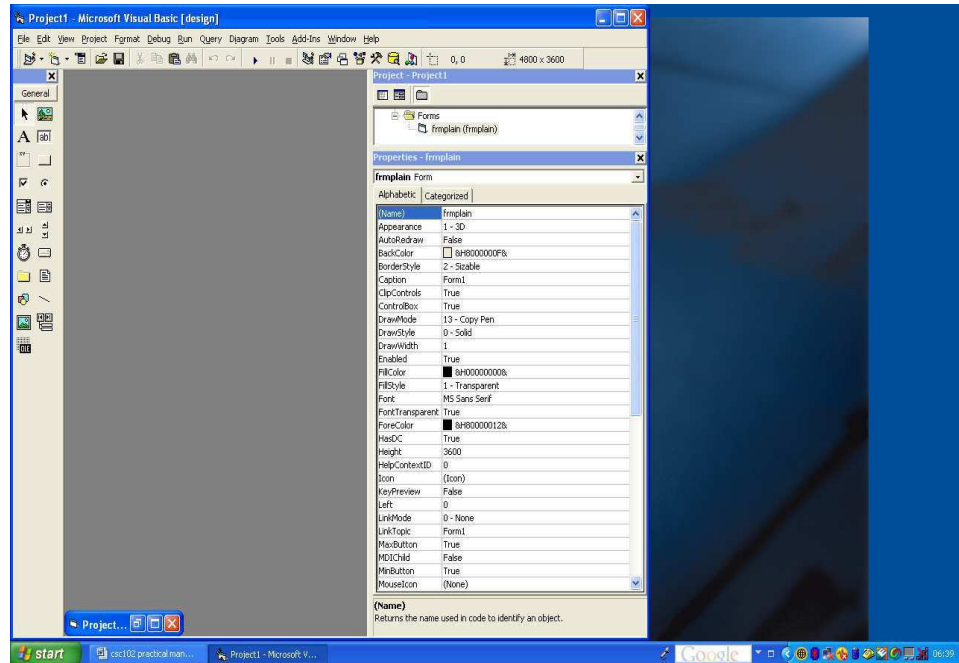 Project1 - Microsoft Visual Basic [design]
File Edit View Project Format Debug Run Query Diagram Tools Add-Ins Window Help
0, 0 4800 x 3600
General
A ab|
OLE
Project - Project1
Forms
frmplain (frmplain)
Properties - frmplain
frmplain Form
Alphabetic Categorized
(Name) frmplain
Appearance 1 - 3D
AutoRedraw False
BackColor &H8000000F&
BorderStyle 2 - Sizable
Caption Form1
ClipControls True
ControlBox True
DrawMode 13 - Copy Pen
DrawStyle 0 - Solid
DrawWidth 1
Enabled True
FillColor &H00000000&
FillStyle 1 - Transparent
Font MS Sans Serif
FontTransparent True
ForeColor &H80000012&
HasDC True
Height 3600
HelpContextID 0
Icon (Icon)
KeyPreview False
Left 0
LinkMode 0 - None
LinkTopic Form1
MaxButton True
MDIChild False
MinButton True
MouseIcon (None)
(Name)
Returns the name used in code to identify an object.
Project...
start csc102 practical man... Project1 - Microsoft V... Google 06:39